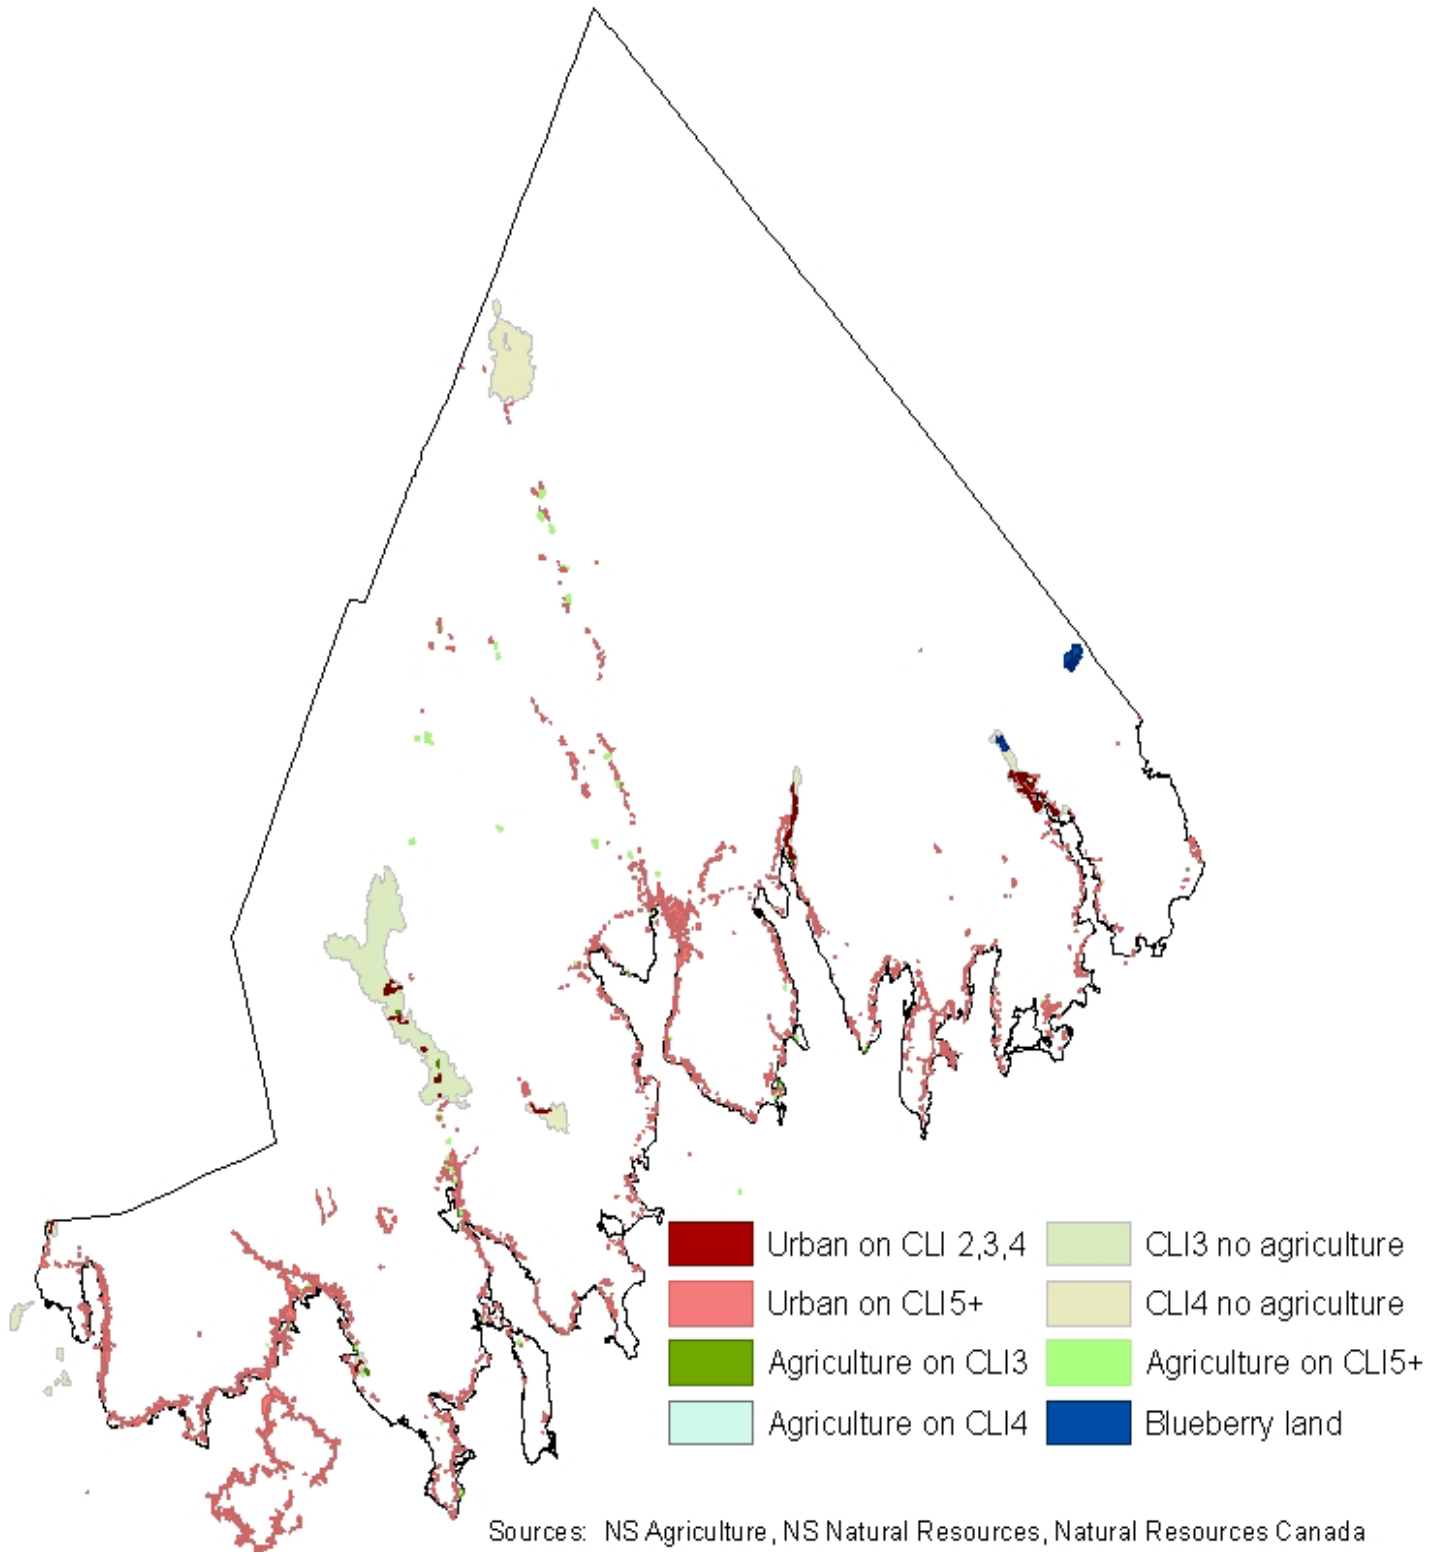 Urban on CLI 2,3,4
CLI3 no agriculture
Urban on CLI5+
CLI4 no agriculture
Agriculture on CLI3
Agriculture on CLI5+
Agriculture on CLI4
Blueberry land
Sources: NS Agriculture, NS Natural Resources, Natural Resources Canada